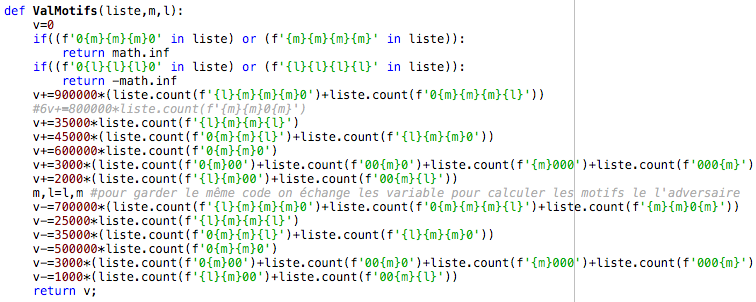 def ValMotifs(liste,m,l):
    v=0
    if((f'0{m}{m}{m}0' in liste) or (f'{m}{m}{m}{m}' in liste)):
        return math.inf
    if((f'0{l}{l}{l}0' in liste) or (f'{l}{l}{l}{l}' in liste)):
        return -math.inf
    v+=900000*(liste.count(f'{l}{m}{m}{m}0')+liste.count(f'0{m}{m}{m}{l}'))
    #6v+=800000*liste.count(f'{m}{m}0{m}')
    v+=35000*liste.count(f'{l}{m}{m}{l}')
    v+=45000*(liste.count(f'0{m}{m}{l}')+liste.count(f'{l}{m}{m}0'))
    v+=600000*liste.count(f'0{m}{m}0')
    v+=3000*(liste.count(f'0{m}00')+liste.count(f'00{m}0')+liste.count(f'{m}000')+liste.count(f'000{m}')
    v+=2000*(liste.count(f'{l}{m}00')+liste.count(f'00{m}{l}'))
    m,l=l,m #pour garder le même code on échange les variable pour calculer les motifs le l'adversaire
    v-=700000*(liste.count(f'{l}{m}{m}{m}0')+liste.count(f'0{m}{m}{m}{l}')+liste.count(f'{m}{m}0{m}'))
    v-=25000*liste.count(f'{l}{m}{m}{l}')
    v-=35000*(liste.count(f'0{m}{m}{l}')+liste.count(f'{l}{m}{m}0'))
    v-=500000*liste.count(f'0{m}{m}0')
    v-=3000*(liste.count(f'0{m}00')+liste.count(f'00{m}0')+liste.count(f'{m}000')+liste.count(f'000{m}')
    v-=1000*(liste.count(f'{l}{m}00')+liste.count(f'00{m}{l}'))
    return v;